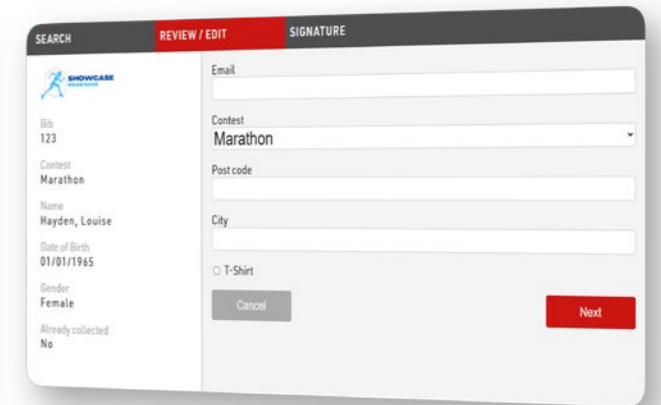 SEARCH
REVIEW / EDIT
SIGNATURE
SHOWCASE
Bib
123
Contest
Marathon
Name
Hayden, Louise
Date of Birth
01/01/1965
Gender
Female
Already collected
No
Email
Contest
Marathon
Post code
City
T-Shirt
Cancel
Next